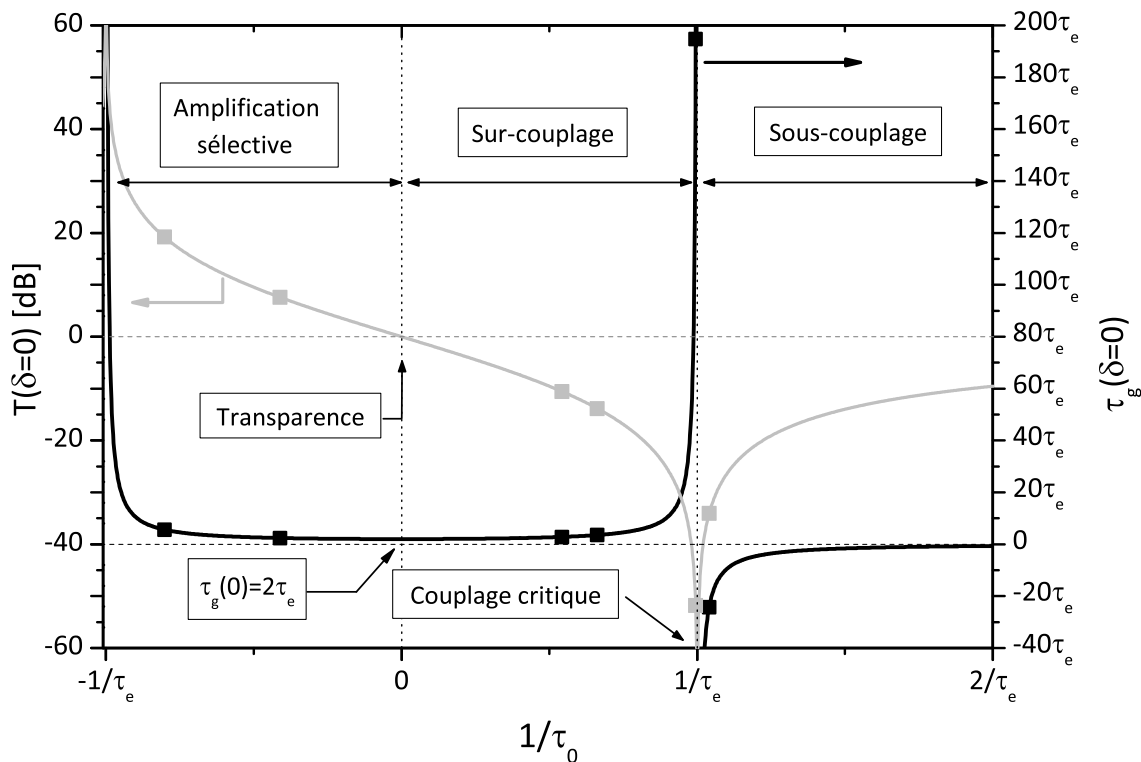 60
40
20
0
-20
-40
-60
T(δ=0) [dB]
200τe
180τe
160τe
140τe
120τe
100τe
80τe
60τe
40τe
20τe
0
-20τe
-40τe
τg(δ=0)
Amplification
sélective
Sur-couplage
Sous-couplage
Transparence
τg(0)=2τe
Couplage critique
-1/τe
0
1/τe
2/τe
1/τ0